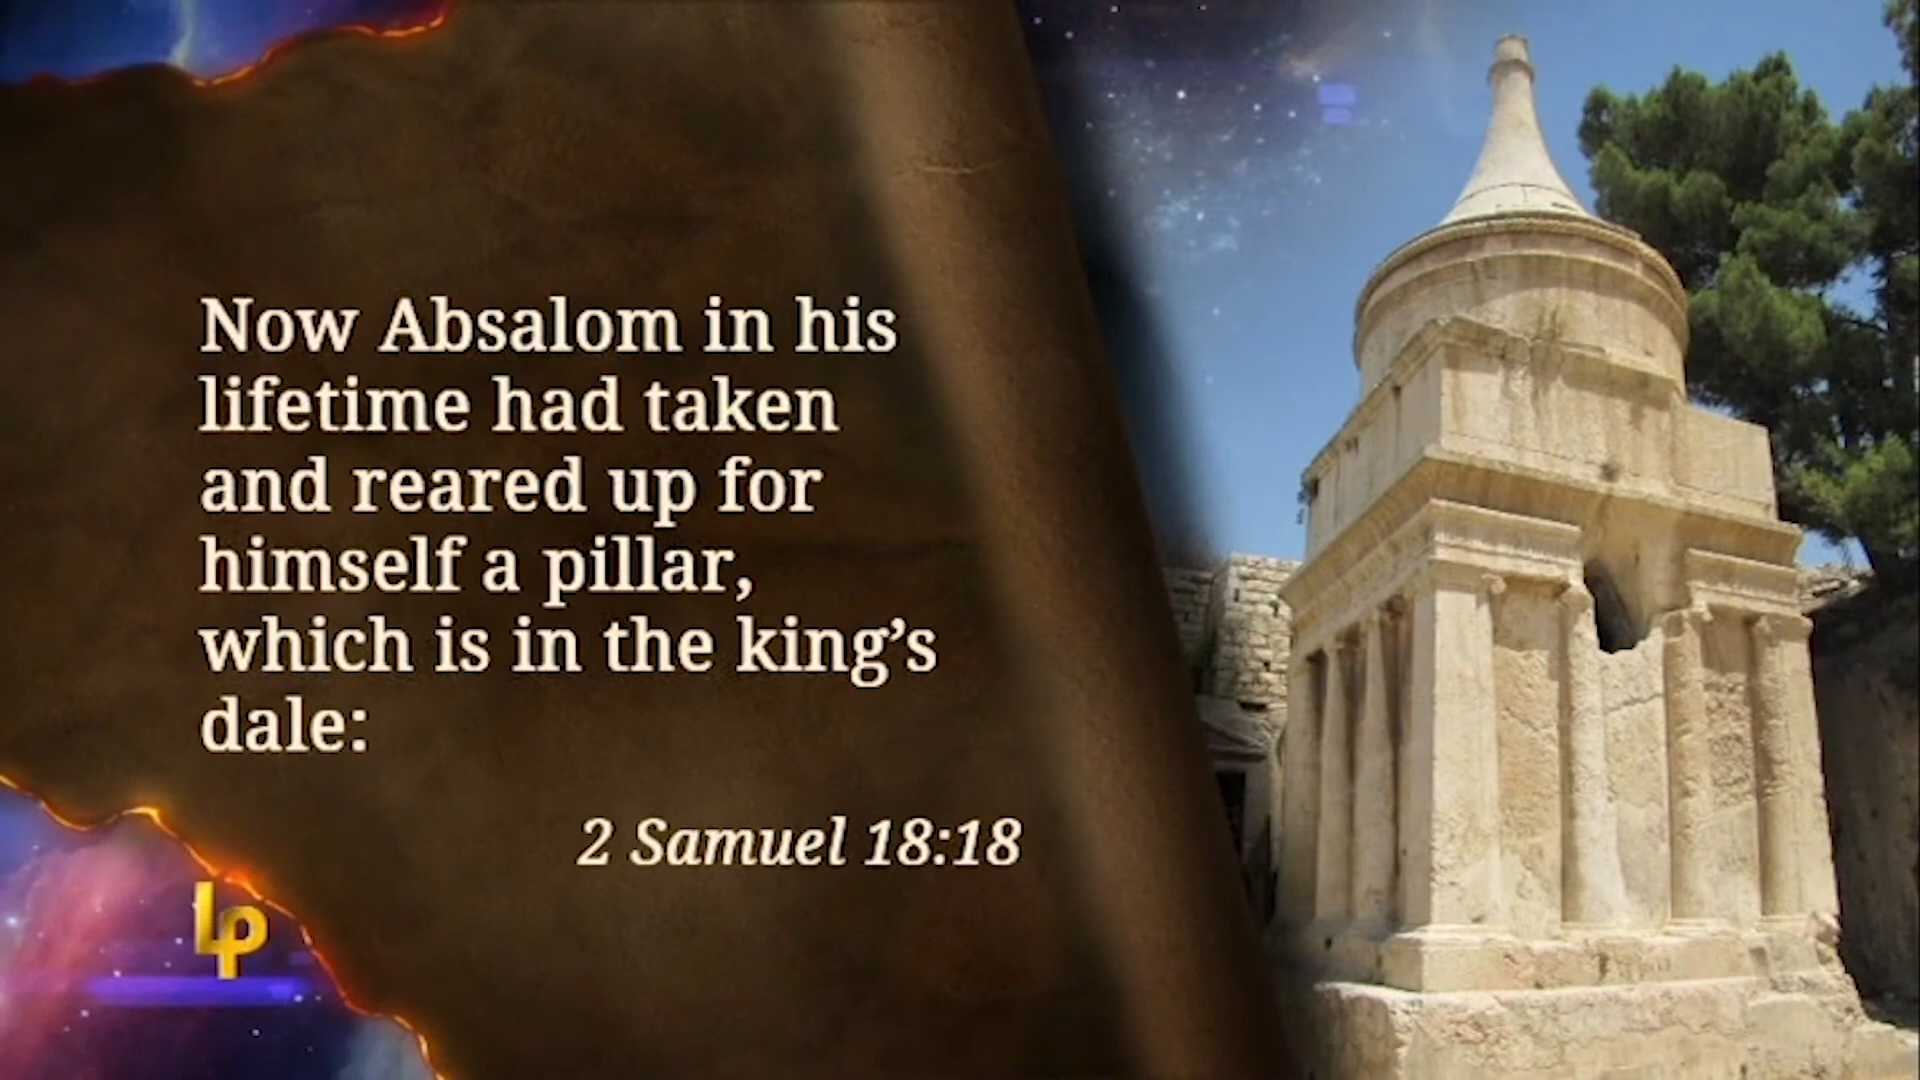 Now Absalom in his
lifetime had taken
and reared up for
himself a pillar,
which is in the king’s
dale:
2 Samuel 18:18
LP